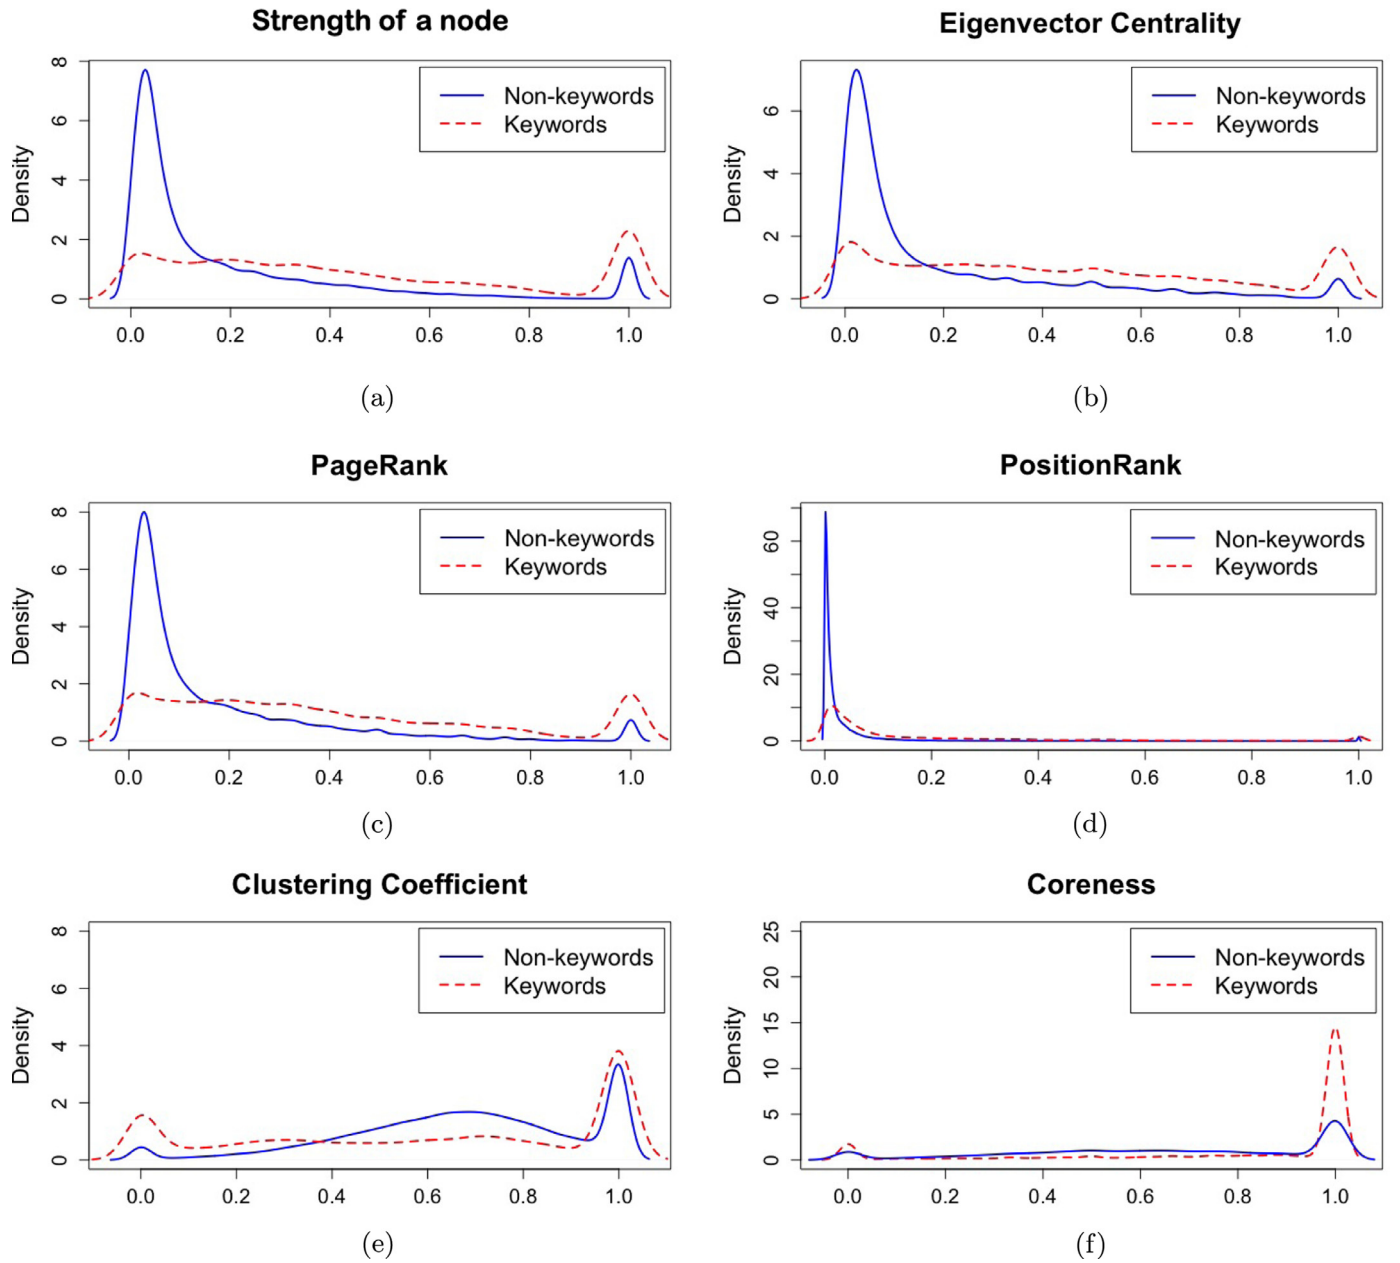 Strength of a node
Density
0
2
4
6
8
0.0 0.2 0.4 0.6 0.8 1.0
Non-keywords
Keywords
(a)
Eigenvector Centrality
Density
0
2
4
6
0.0 0.2 0.4 0.6 0.8 1.0
Non-keywords
Keywords
(b)
PageRank
Density
0
2
4
6
8
0.0 0.2 0.4 0.6 0.8 1.0
Non-keywords
Keywords
(c)
PositionRank
Density
0
20
40
60
0.0 0.2 0.4 0.6 0.8 1.0
Non-keywords
Keywords
(d)
Clustering Coefficient
Density
0
2
4
6
8
0.0 0.2 0.4 0.6 0.8 1.0
Non-keywords
Keywords
(e)
Coreness
Density
0
5
10
15
20
25
0.0 0.2 0.4 0.6 0.8 1.0
Non-keywords
Keywords
(f)